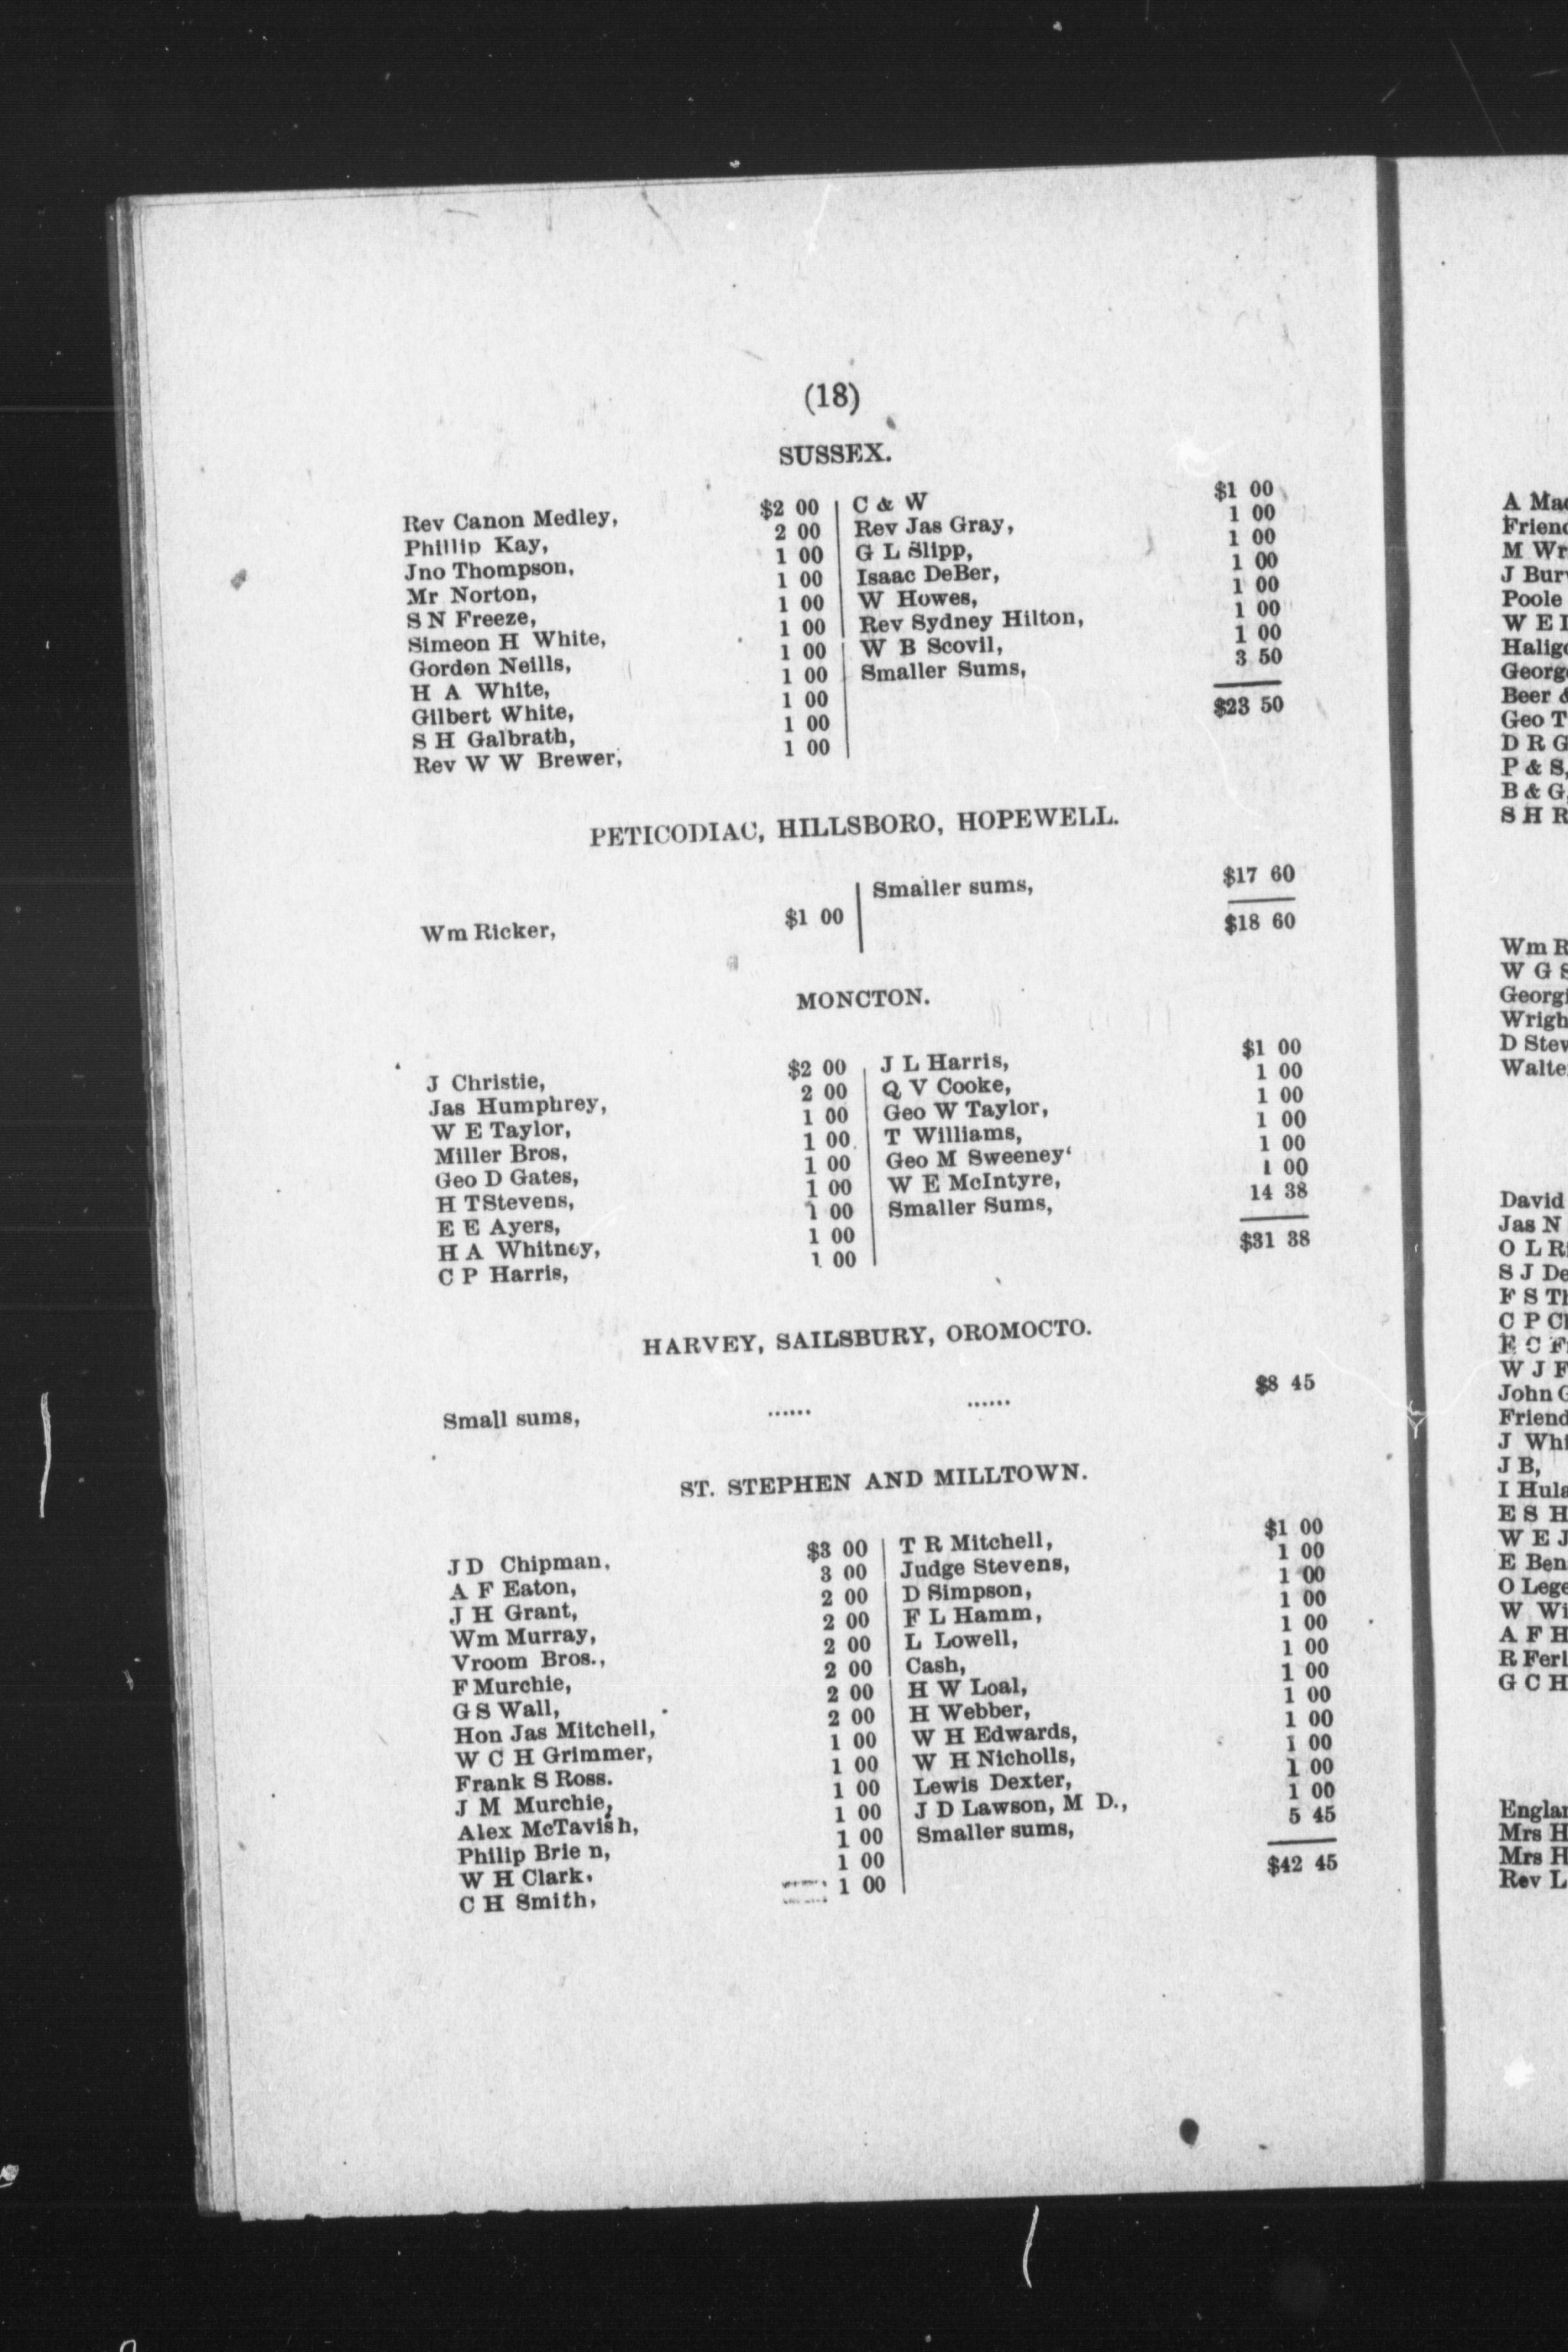 (18)
SUSSEX.
Rev Canon Medley, $2 00
Phillip Kay, 2 00
Jno Thompson, 1 00
Mr Norton, 1 00
S N Freeze, 1 00
Simeon H White, 1 00
Gordon Neills, 1 00
H A White, 1 00
Gilbert White, 1 00
S H Galbrath, 1 00
Rev W W Brewer, 1 00
C & W $1 00
Rev Jas Gray, 1 00
G L Slipp, 1 00
Isaac DeBer, 1 00
W Howes, 1 00
Rev Sydney Hilton, 1 00
W B Scovil, 1 00
Smaller Sums, 3 50
$23 50
PETICODIAC, HILLSBORO, HOPEWELL.
Wm Ricker, $1 00
Smaller sums, $17 60
$18 60
MONCTON.
J Christie, $2 00
Jas Humphrey, 2 00
W E Taylor, 1 00
Miller Bros, 1 00
Geo D Gates, 1 00
H TStevens, 1 00
E E Ayers, 1 00
H A Whitney, 1 00
C P Harris, 1 00
J L Harris, $1 00
Q V Cooke, 1 00
Geo W Taylor, 1 00
T Williams, 1 00
Geo M Sweeney‘ 1 00
W E McIntyre, 1 00
Smaller Sums, 14 38
$31 38
HARVEY, SAILSBURY, OROMOCTO.
Small sums, ...... ...... $8 45
ST. STEPHEN AND MILLTOWN.
J D Chipman, $3 00
A F Eaton, 3 00
J H Grant, 2 00
Wm Murray, 2 00
Vroom Bros., 2 00
F Murchie, 2 00
G S Wall, 2 00
Hon Jas Mitchell, 2 00
W C H Grimmer, 1 00
Frank S Ross. 1 00
J M Murchie, 1 00
Alex McTavish, 1 00
Philip Brie n, 1 00
W H Clark, 1 00
C H Smith, 1 00
T R Mitchell, $1 00
Judge Stevens, 1 00
D Simpson, 1 00
F L Hamm, 1 00
L Lowell, 1 00
Cash, 1 00
H W Loal, 1 00
H Webber, 1 00
W H Edwards, 1 00
W H Nicholls, 1 00
Lewis Dexter, 1 00
J D Lawson, M D., 1 00
Smaller sums, 5 45
$42 45
A
M
J
Poole
W E
Beer &
Geo T
D R G
P & S,
B & G,
S H R
Wm R
W G S
D
David
Jas N
O L
S J
F S
C P
W J F
John G
Friend
J
J B,
I
E S H
W E J
E
O
W
A F H
R
G C H
Mrs H
Mrs H
Rev L